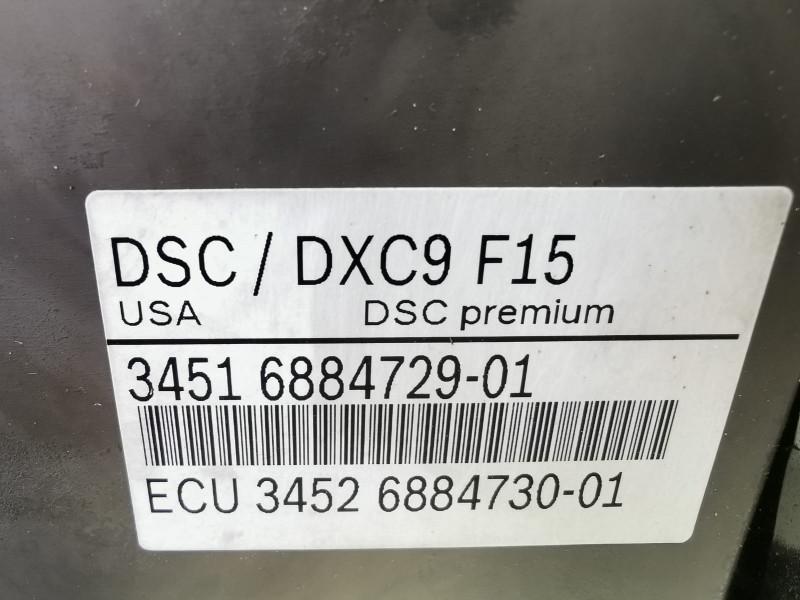 DSC / DXC9 F15
USA DSC premium
3451 6884729-01
ECU 3452 6884730-01